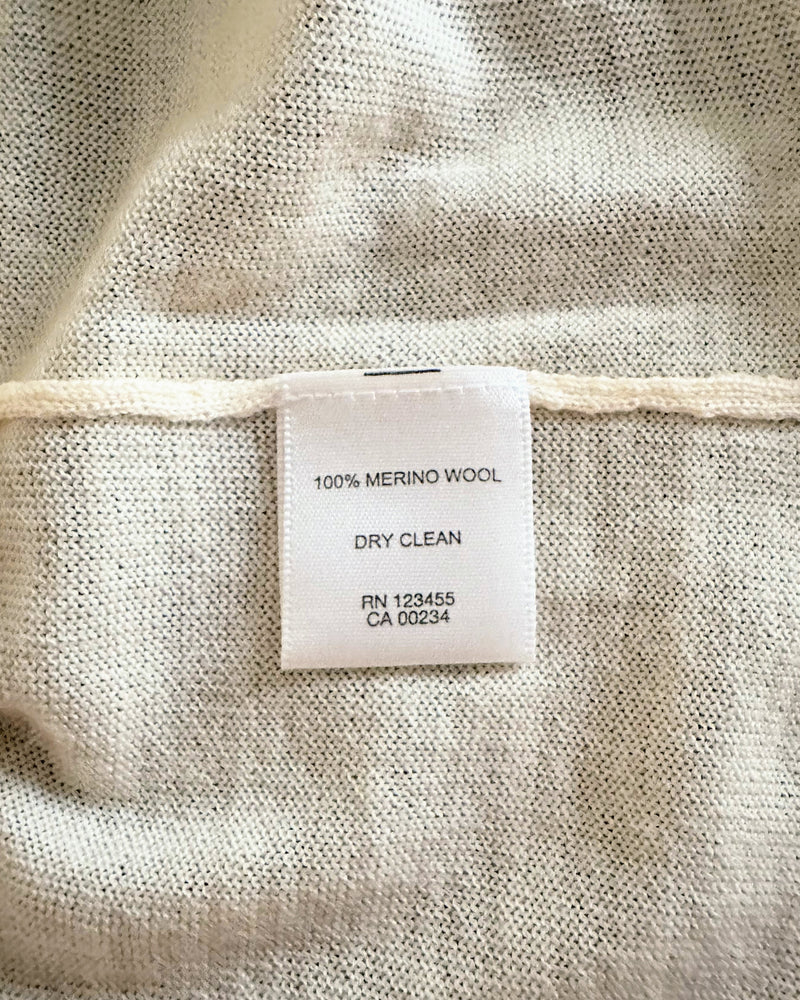 100% MERINO WOOL
DRY CLEAN
RN 123455
CA 00234